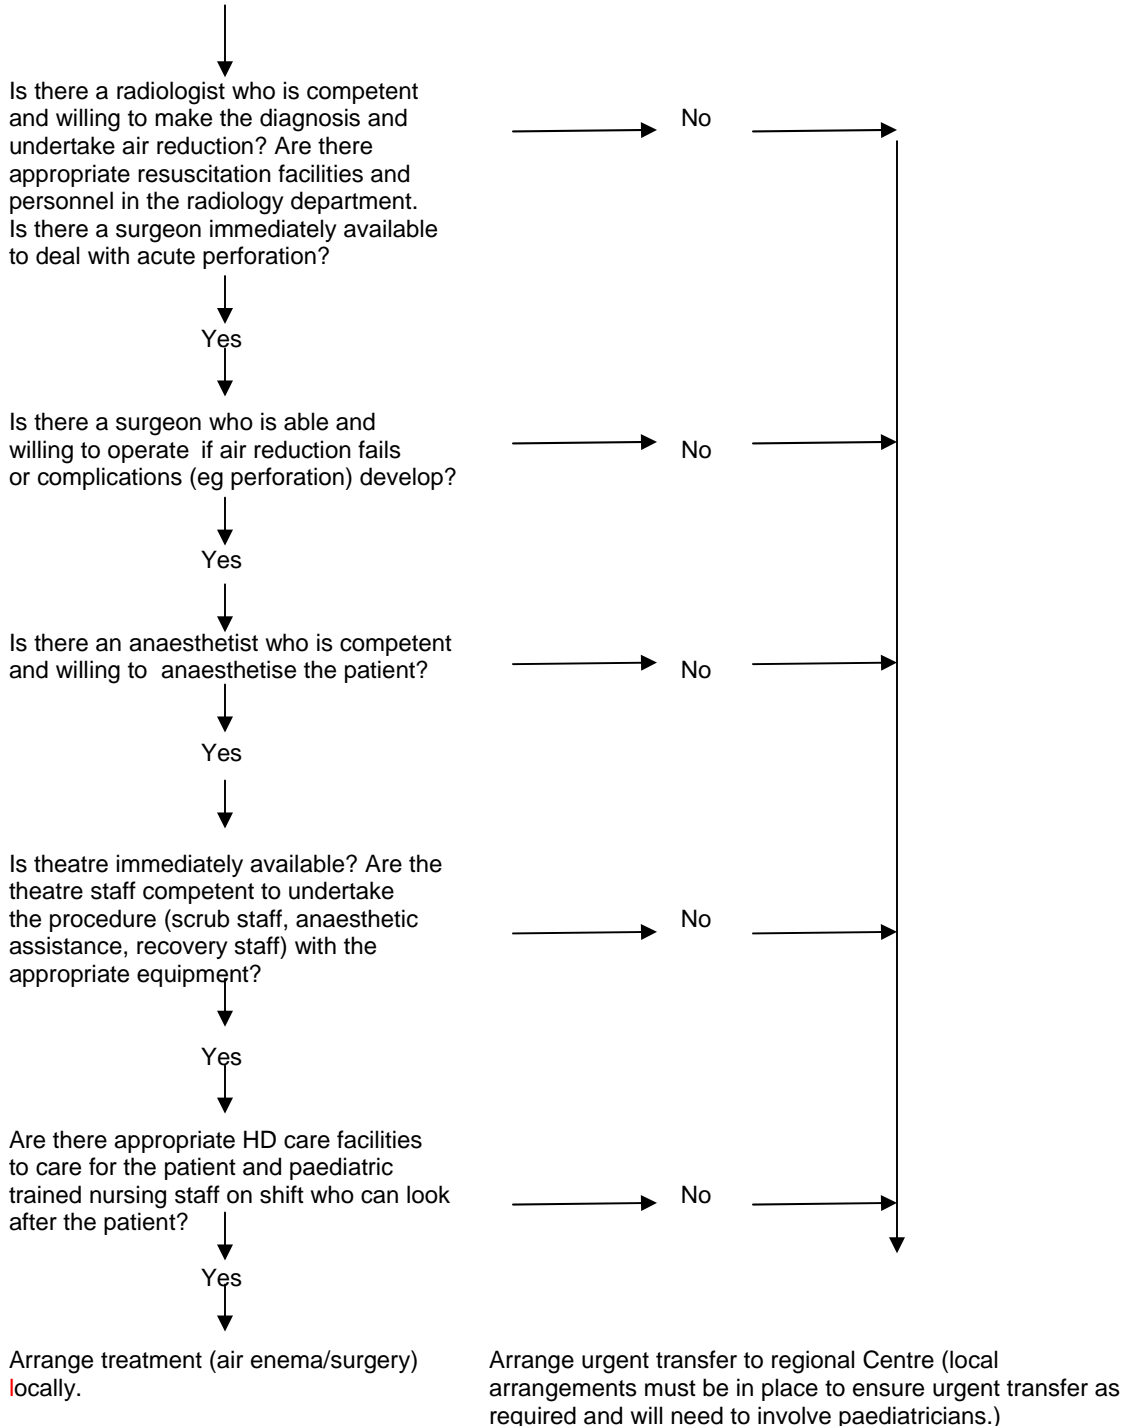 Is there a radiologist who is competent
and willing to make the diagnosis and
undertake air reduction? Are there
appropriate resuscitation facilities and
personnel in the radiology department.
Is there a surgeon immediately available
to deal with acute perforation?
No
Yes
Is there a surgeon who is able and
willing to operate  if air reduction fails
or complications (eg perforation) develop?
No
Yes
Is there an anaesthetist who is competent
and willing to  anaesthetise the patient?
No
Yes
Is theatre immediately available? Are the
theatre staff competent to undertake
the procedure (scrub staff, anaesthetic
assistance, recovery staff) with the
appropriate equipment?
No
Yes
Are there appropriate HD care facilities
to care for the patient and paediatric
trained nursing staff on shift who can look
after the patient?
No
Yes
Arrange treatment (air enema/surgery)
locally.
Arrange urgent transfer to regional Centre (local
arrangements must be in place to ensure urgent transfer as
required and will need to involve paediatricians.)